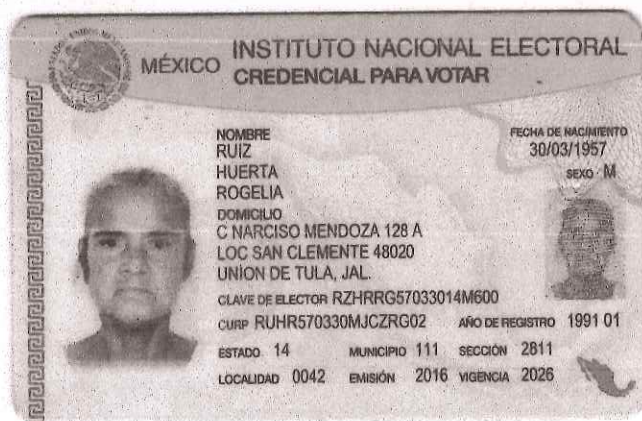 MÉXICO
INSTITUTO NACIONAL ELECTORAL
CREDENCIAL PARA VOTAR
NOMBRE
RUIZ
HUERTA
ROGELIA
FECHA DE NACIMIENTO
30/03/1957
SEXO M
DOMICILIO
C NARCISO MENDOZA 128 A
LOC SAN CLEMENTE 48020
UNION DE TULA, JAL.
CLAVE DE ELECTOR RZHRRG57033014M600
CURP RUHR570330MJCZRG02 AÑO DE REGISTRO 1991 01
ESTADO 14 MUNICIPIO 111 SECCIÓN 2811
LOCALIDAD 0042 EMISIÓN 2016 VIGENCIA 2026